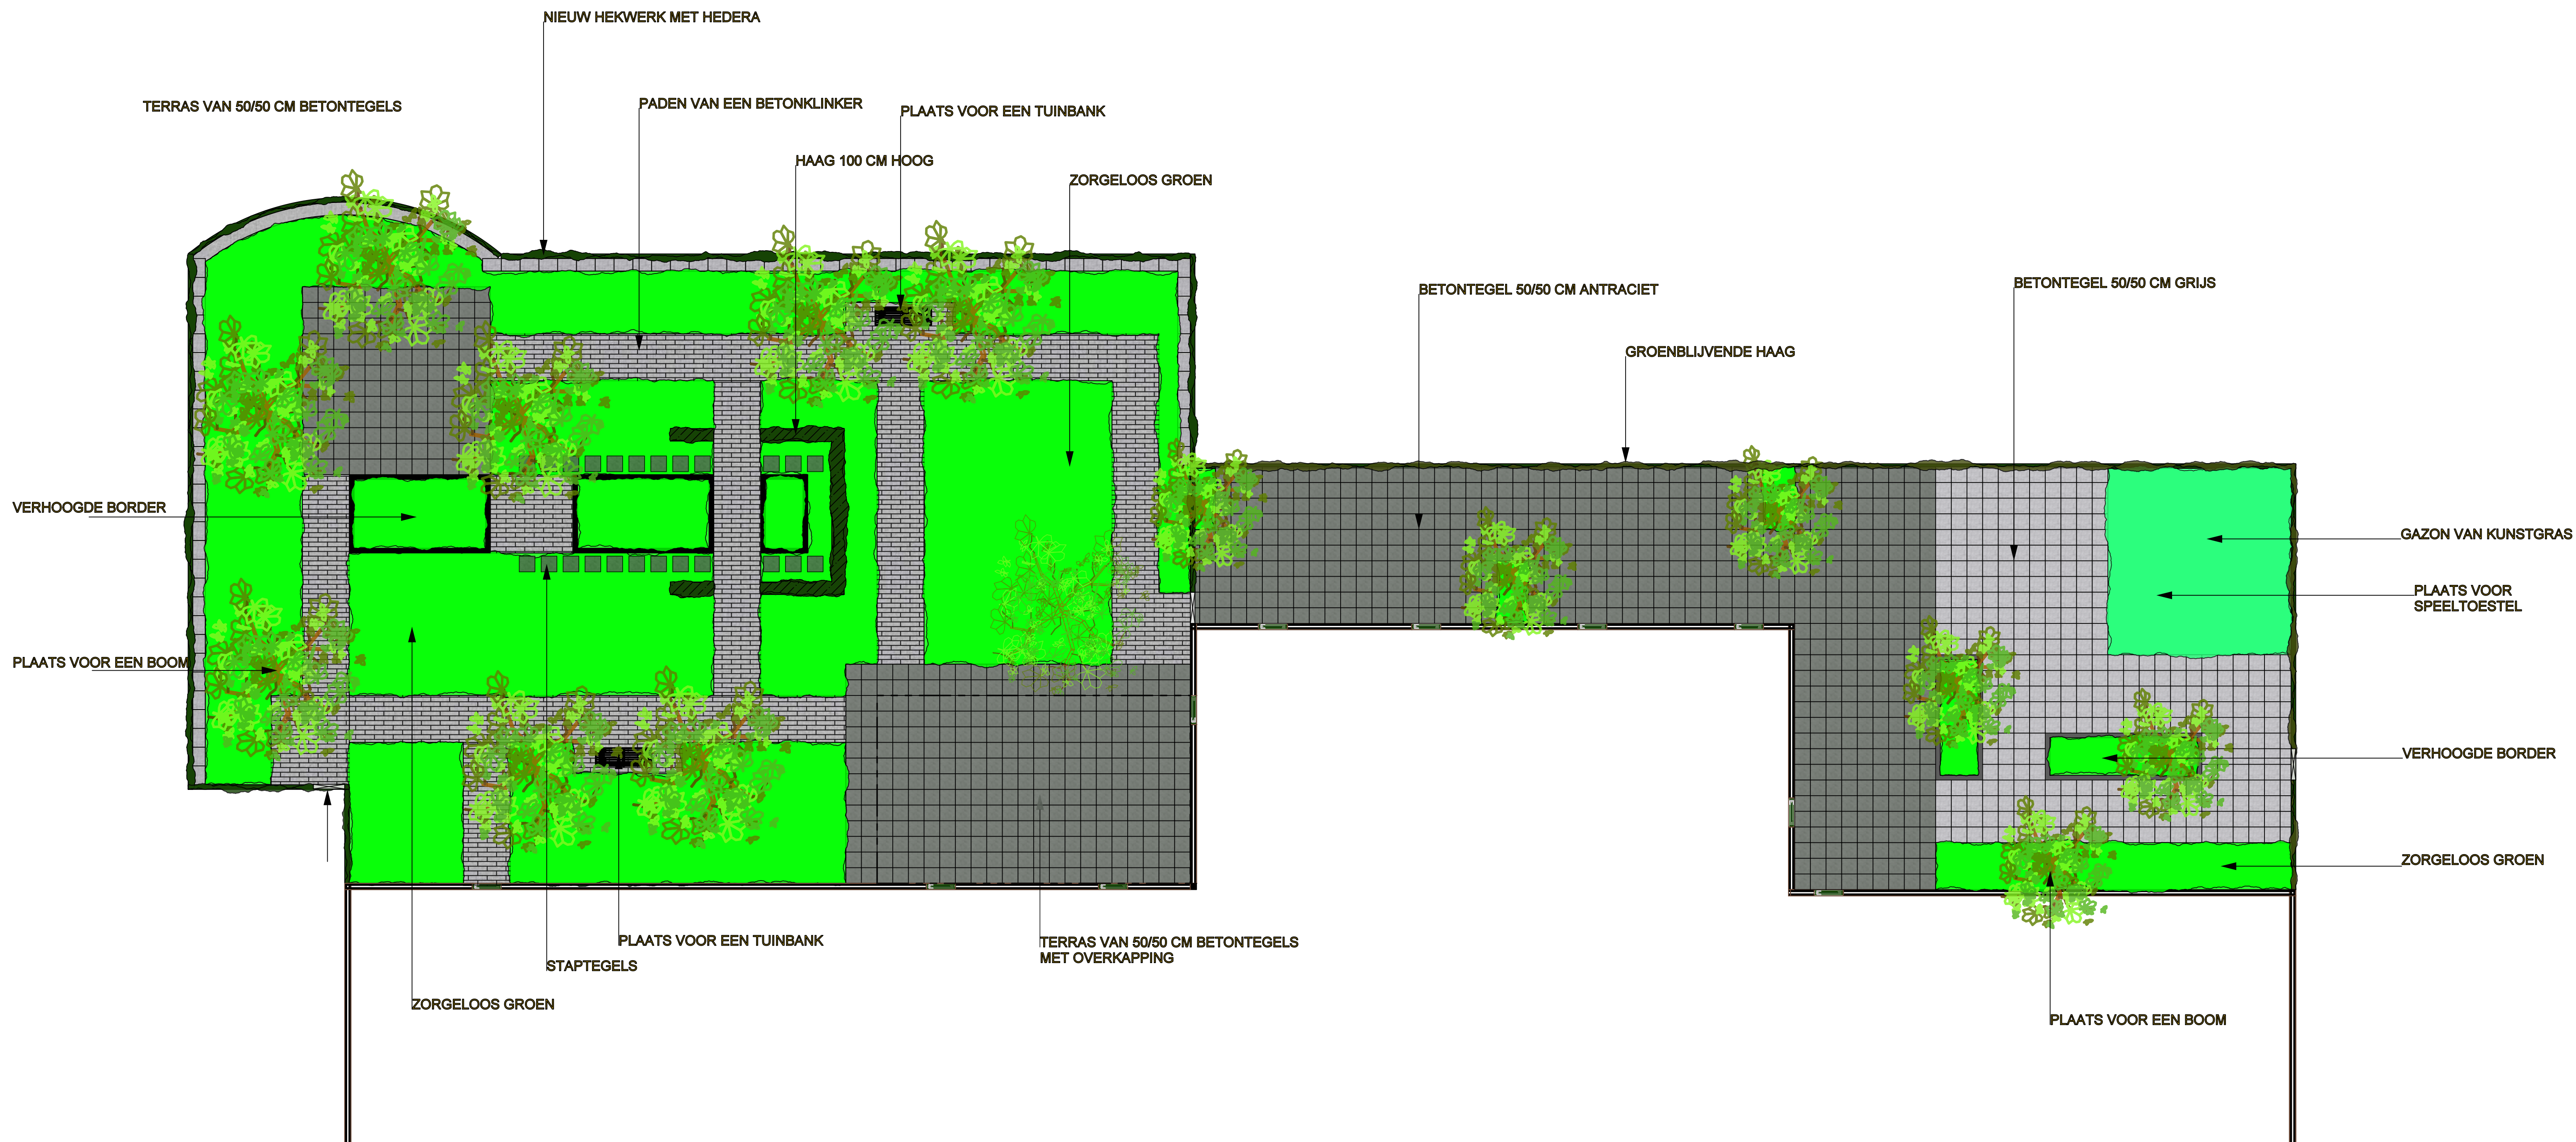 NIEUW HEKWERK MET HEDERA
TERRAS VAN 50/50 CM BETONTEGELS
PADEN VAN EEN BETONKLINKER
PLAATS VOOR EEN TUINBANK
HAAG 100 CM HOOG
ZORGELOOS GROEN
BETONTEGEL 50/50 CM ANTRACIET
BETONTEGEL 50/50 CM GRIJS
GROENBLIJVENDE HAAG
VERHOOGDE BORDER
GAZON VAN KUNSTGRAS
PLAATS VOOR
SPEELTOESTEL
PLAATS VOOR EEN BOOM
VERHOOGDE BORDER
ZORGELOOS GROEN
PLAATS VOOR EEN TUINBANK
TERRAS VAN 50/50 CM BETONTEGELS
MET OVERKAPPING
STAPTEGELS
ZORGELOOS GROEN
PLAATS VOOR EEN BOOM